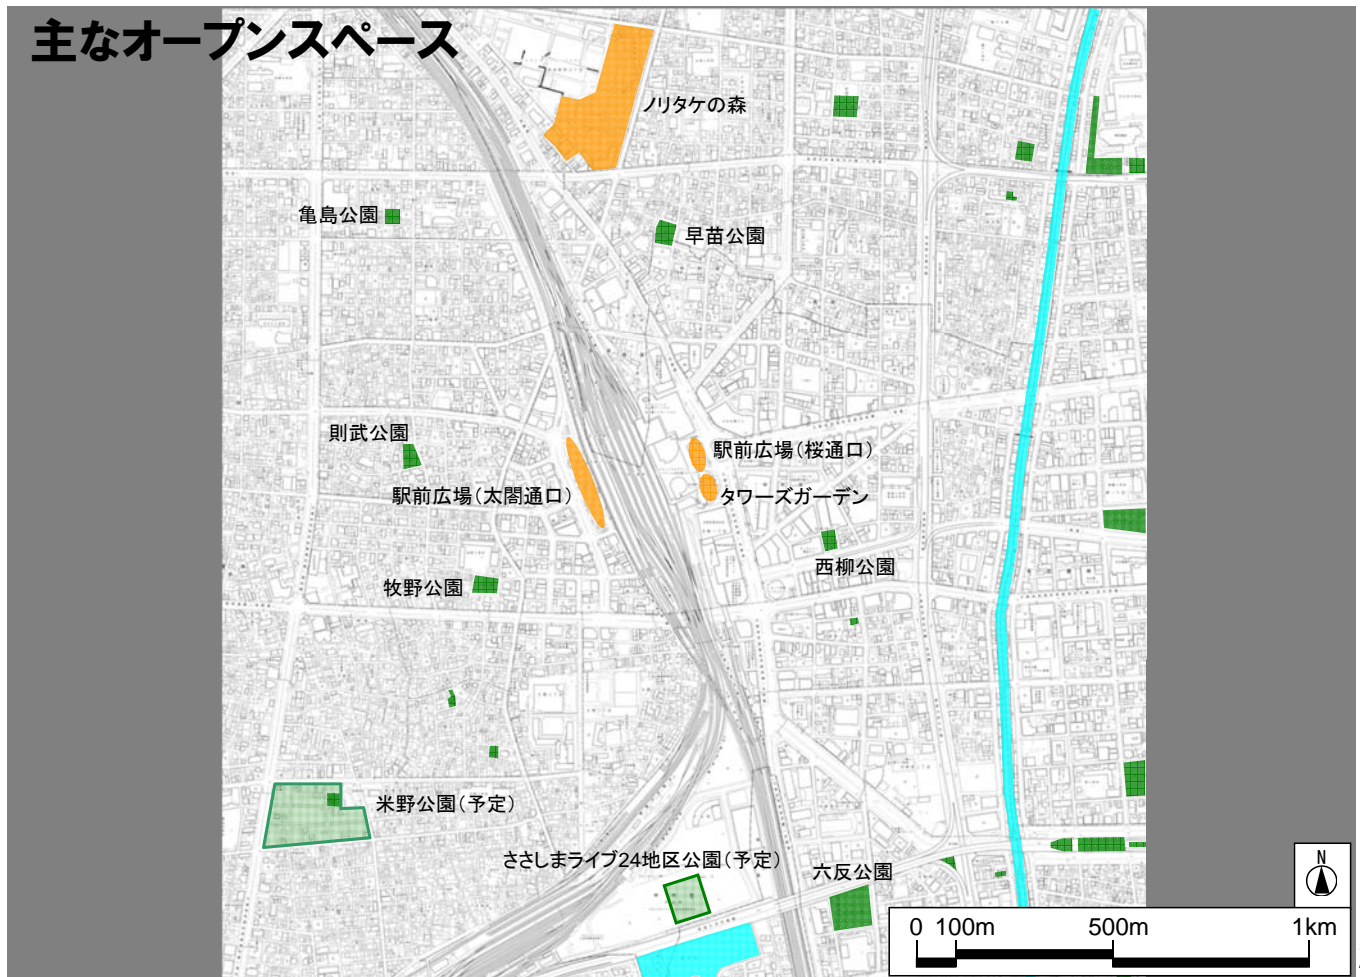 主なオープンスペース
ノリタケの森
亀島公園
早苗公園
則武公園
駅前広場(桜通口)
駅前広場(太閤通口)
タワーズガーデン
西柳公園
牧野公園
米野公園(予定)
ささしまライブ24地区公園(予定)
六反公園
N
0 100m 500m 1km